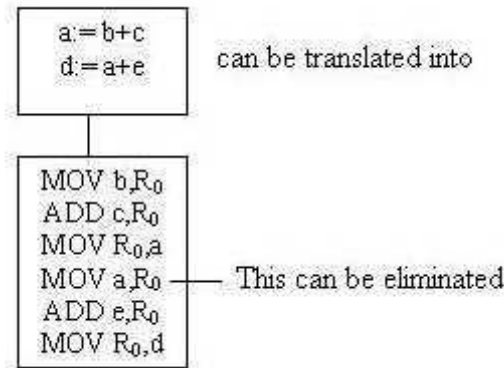 a:= b+c
d:= a+e
can be translated into
MOV b,R₀
ADD c,R₀
MOV R₀,a
MOV a,R₀
This can be eliminated
ADD e,R₀
MOV R₀,d